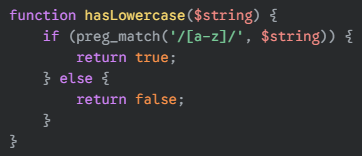 function hasLowercase($string) {
    if (preg_match('/[a-z]/', $string)) {
        return true;
    } else {
        return false;
    }
}